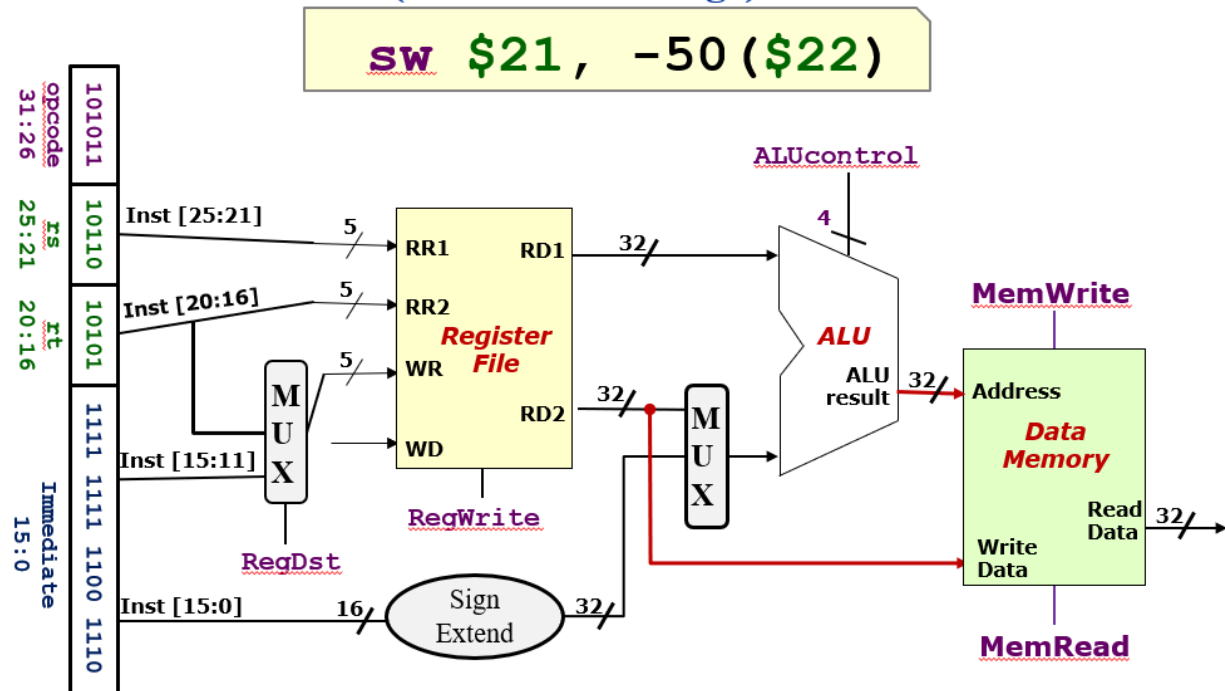 sw $21, -50($22)
opcode
31:26
101011
rs
25:21
10110
rt
20:16
10101
Immediate
15:0
1111 1111 1100 1110
Inst [25:21]
5
Inst [20:16]
5
5
Inst [15:11]
MUX
RegDst
Inst [15:0]
16
Sign
Extend
32
RR1
RR2
WR
WD
RD1
RD2
Register
File
RegWrite
32
32
MUX
ALUcontrol
4
ALU
ALU
result
32
MemWrite
Address
Data
Memory
Read
Data
32
Write
Data
MemRead